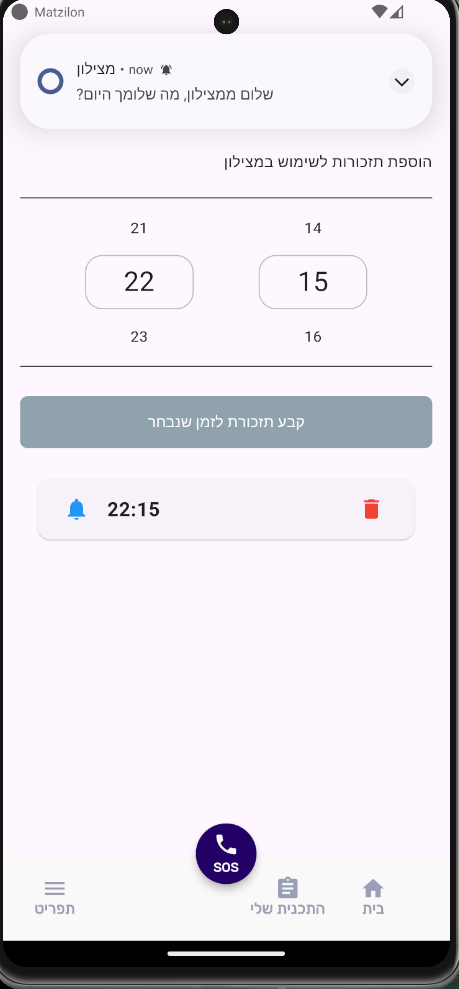 Matzilon
מצילון • now
שלום ממצילון, מה שלומך היום?
הוספת תזכורות לשימוש במצילון
21 14
22 15
23 16
קבע תזכורת לזמן שנבחר
22:15
SOS
בית התכנית שלי תפריט